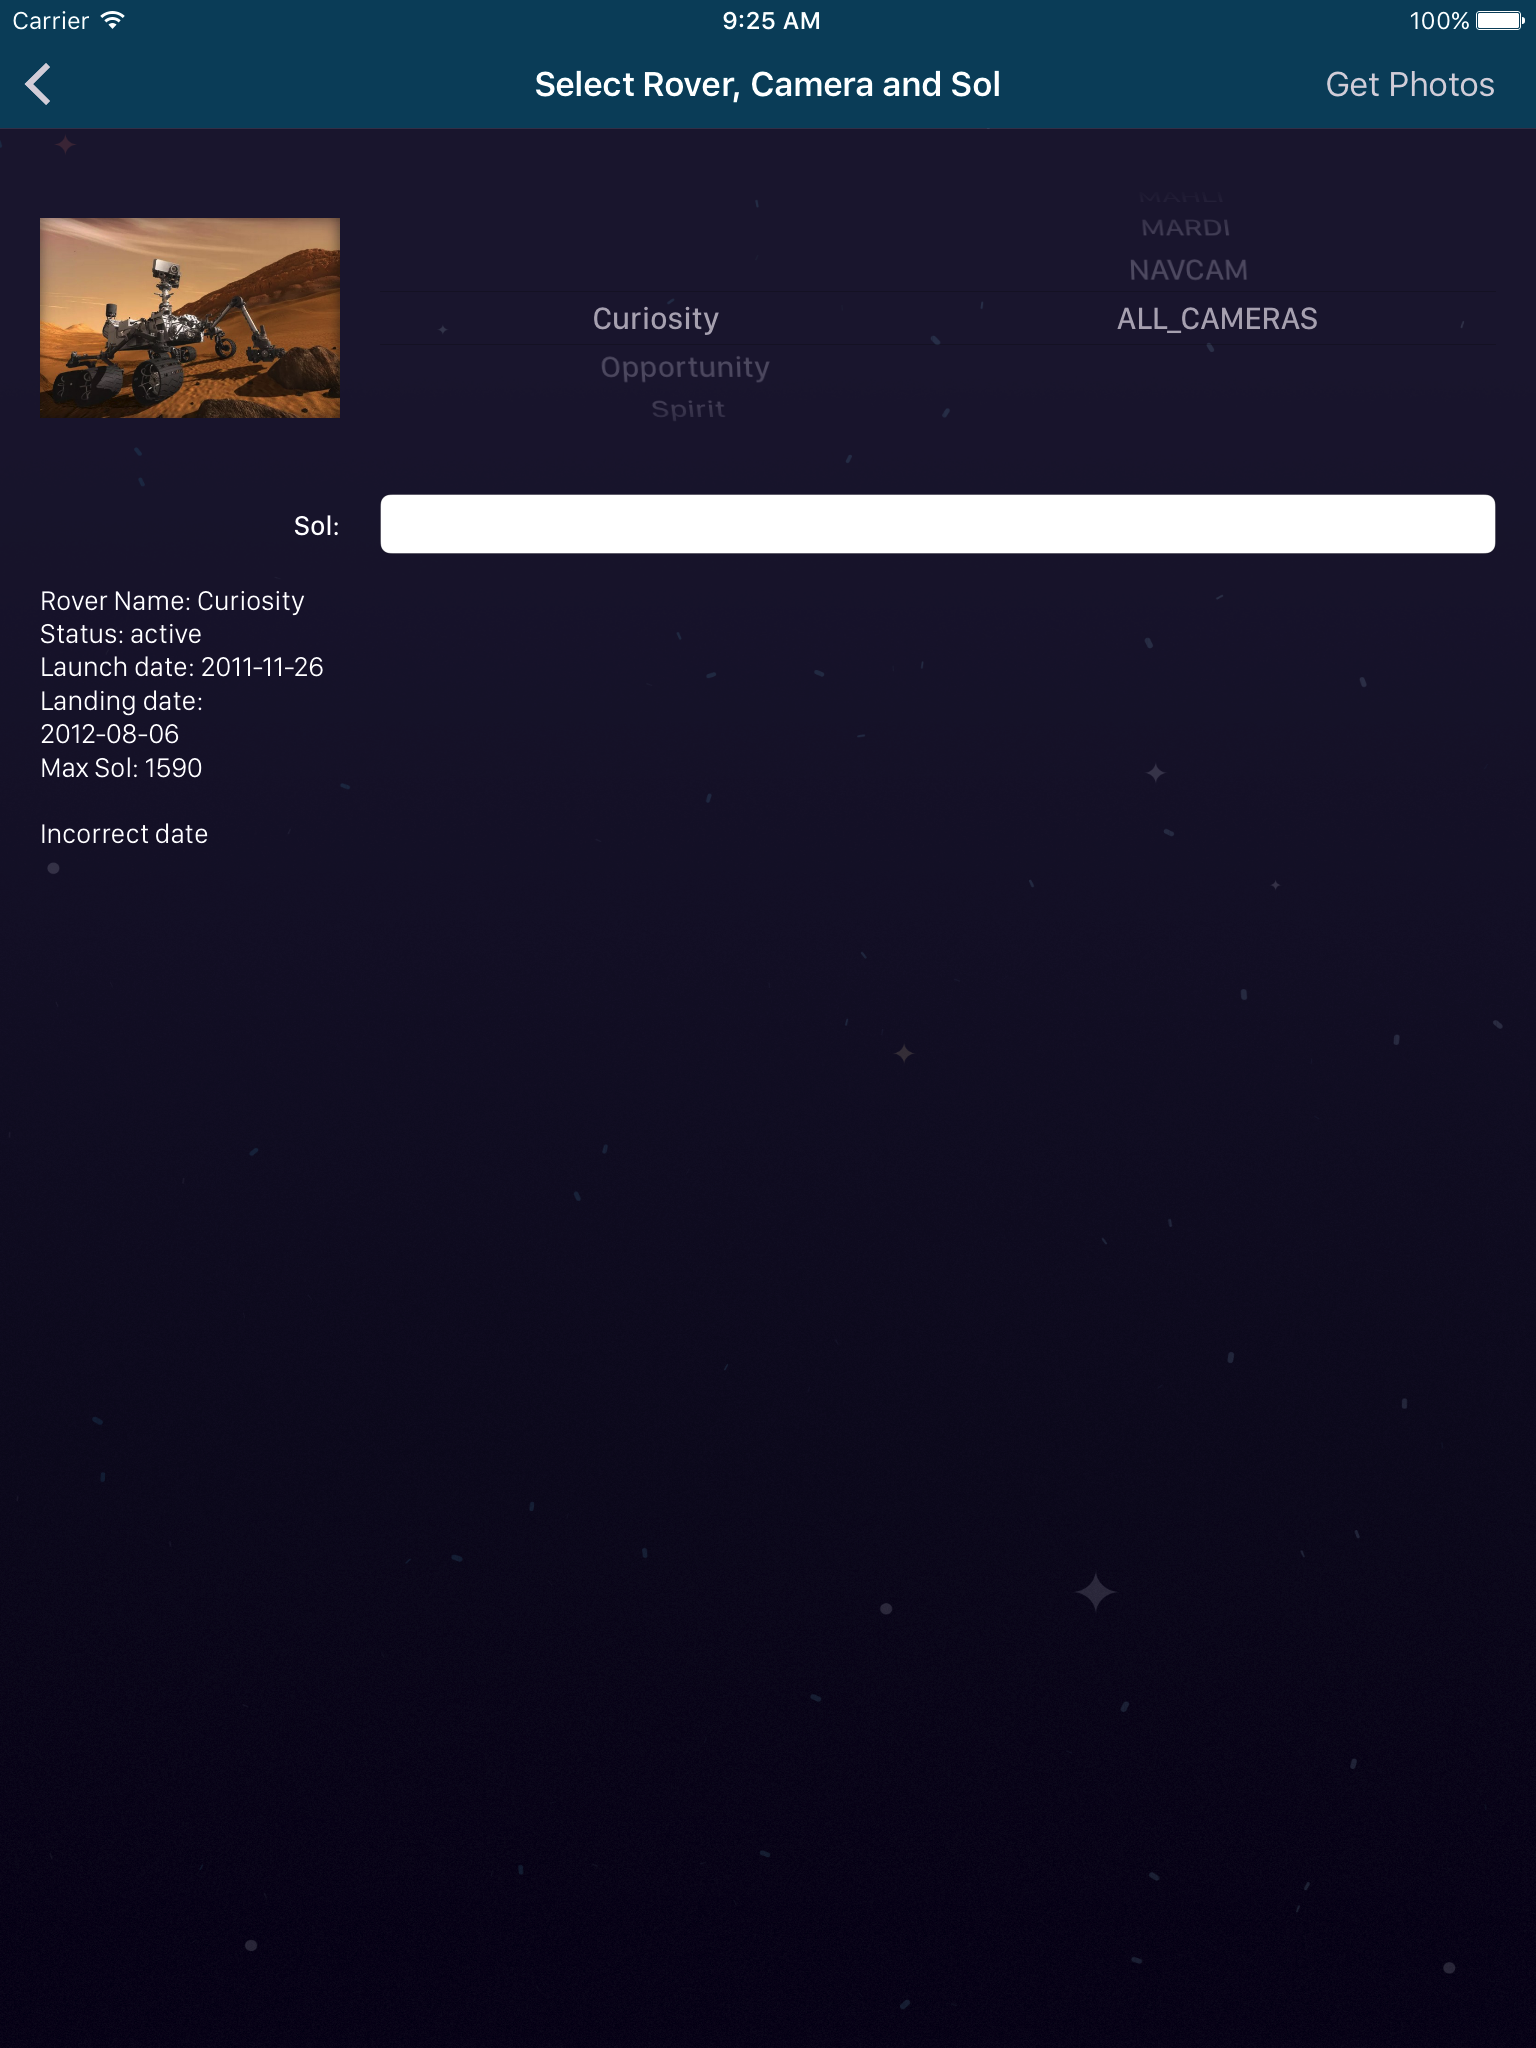 Carrier 9:25 AM 100%
Select Rover, Camera and Sol Get Photos
MAHLI
MARDI
NAVCAM
Curiosity ALL_CAMERAS
Opportunity
Spirit
Sol:
Rover Name: Curiosity
Status: active
Launch date: 2011-11-26
Landing date:
2012-08-06
Max Sol: 1590
Incorrect date